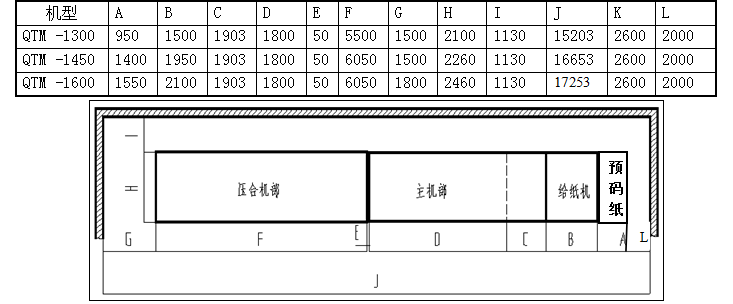 机型 A B C D E F G H I J K L
QTM -1300 950 1500 1903 1800 50 5500 1500 2100 1130 15203 2600 2000
QTM -1450 1400 1950 1903 1800 50 6050 1500 2260 1130 16653 2600 2000
QTM -1600 1550 2100 1903 1800 50 6050 1800 2460 1130 17253 2600 2000
I
H 压合机部 主机部 给纸机 预码纸
G F E D C B A L
J